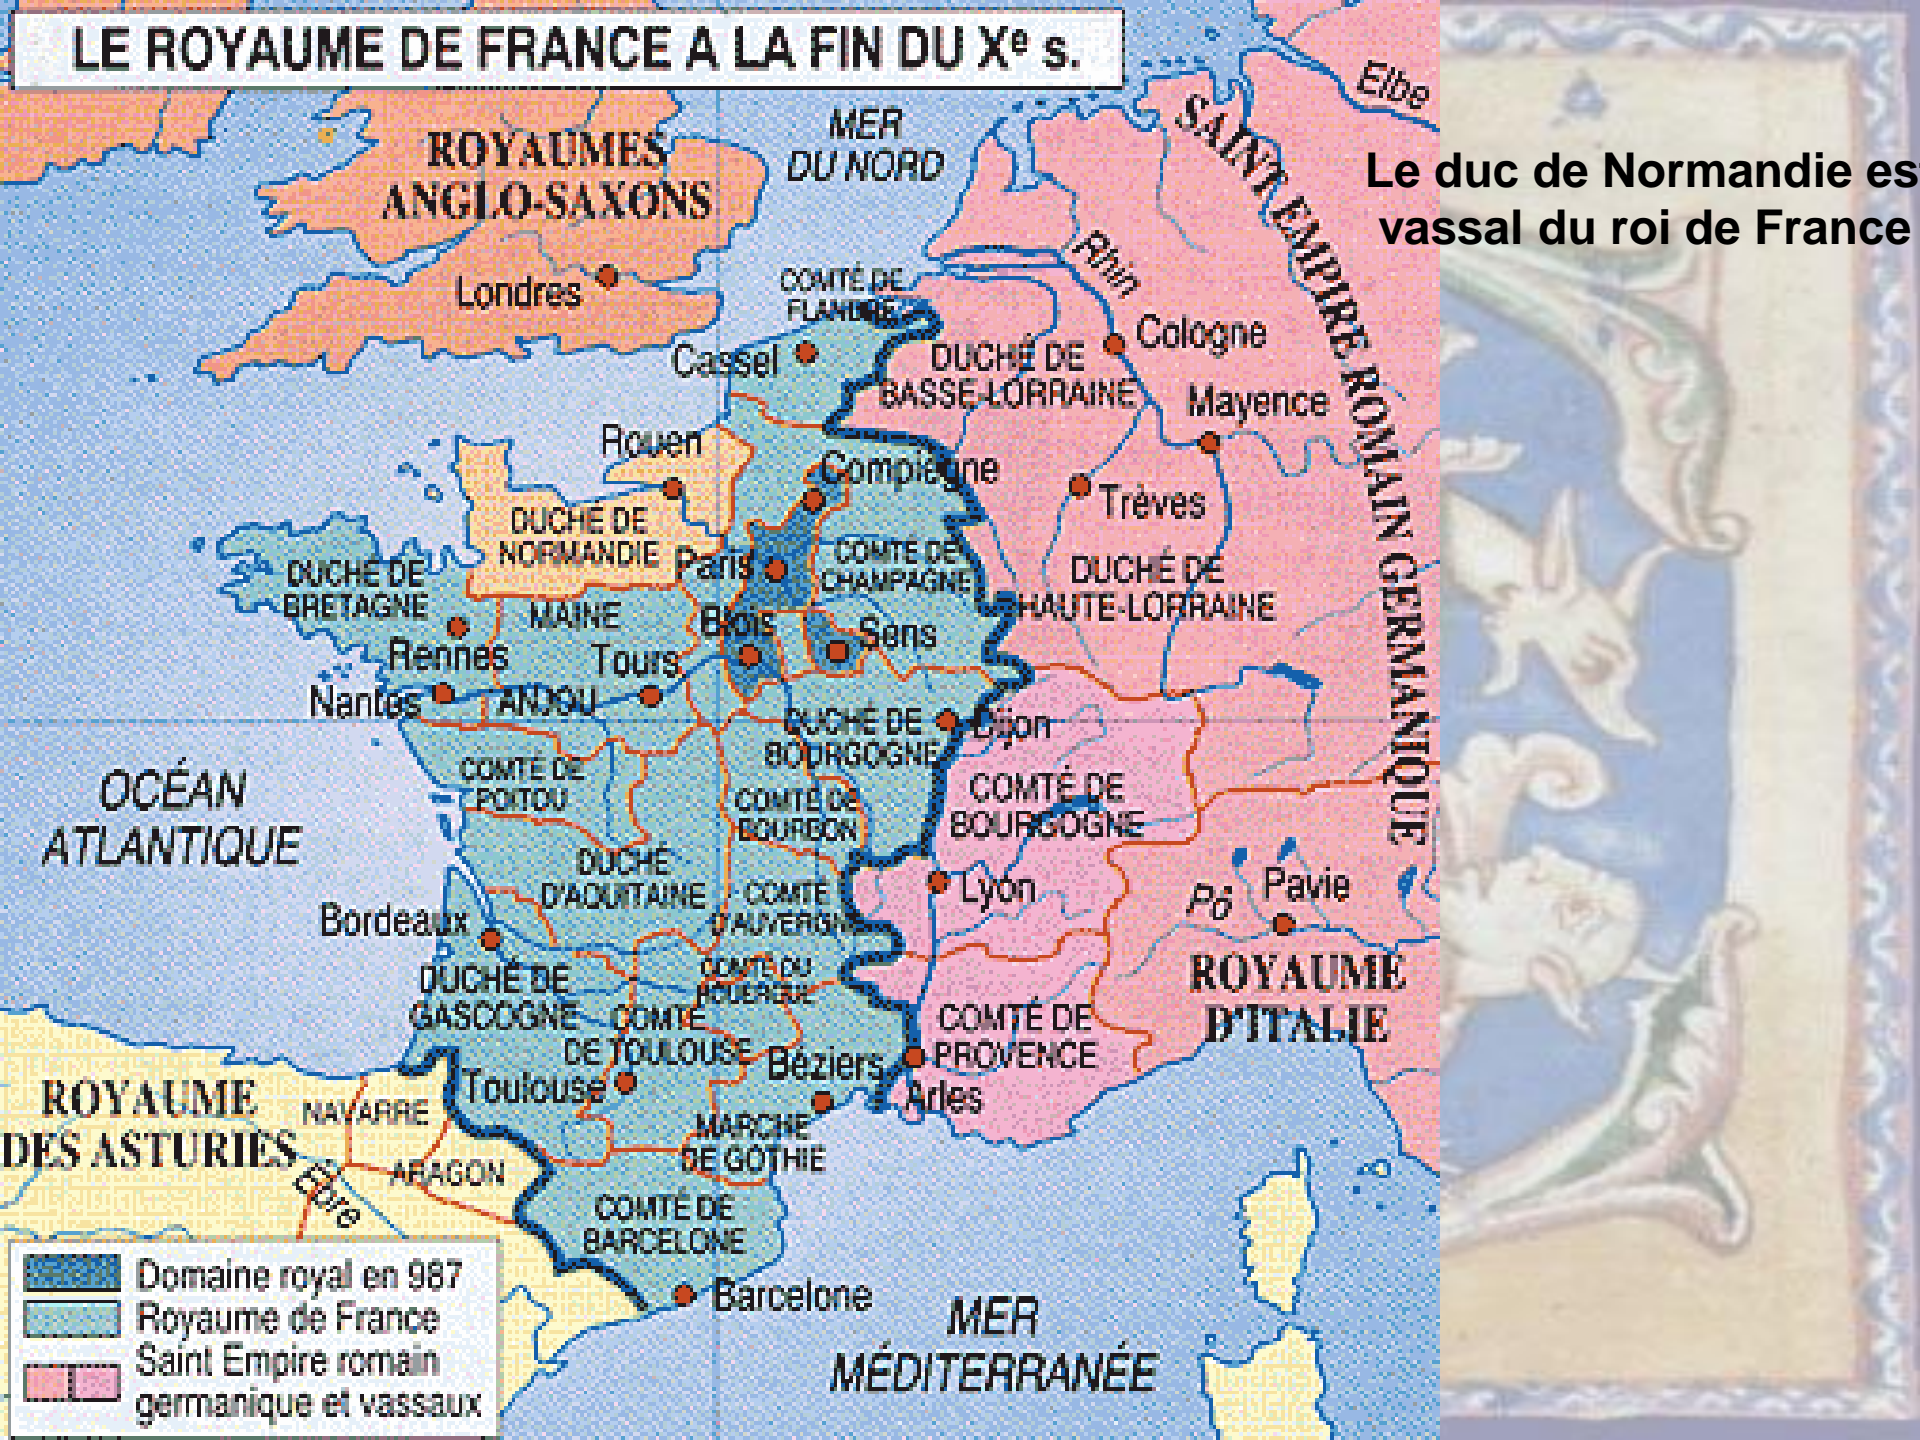 LE ROYAUME DE FRANCE A LA FIN DU Xe s.
Elbe
MER
DU NORD
ROYAUMES
ANGLO-SAXONS
SAINT EMPIRE ROMAIN GERMANIQUE
Le duc de Normandie es
vassal du roi de France
Rhin
Londres
COMTÉ DE
FLANDRE
Cassel
Cologne
DUCHÉ DE
BASSE-LORRAINE
Mayence
Rouen
Compiègne
Trèves
DUCHÉ DE
NORMANDIE
Paris
COMTÉ DE
CHAMPAGNE
DUCHÉ DE
BRETAGNE
DUCHÉ DE
HAUTE-LORRAINE
MAINE
Blois
Sens
Rennes
Tours
Nantes
ANJOU
DUCHÉ DE
BOURGOGNE
Dijon
OCÉAN
ATLANTIQUE
COMTÉ DE
POITOU
COMTÉ DE
BOURBON
COMTÉ DE
BOURGOGNE
DUCHÉ
D'AQUITAINE
COMTÉ
D'AUVERGNE
Lyon
Pô
Pavie
Bordeaux
DUCHÉ DE
GASCOGNE
COMTÉ DU
ROUERGUE
ROYAUME
D'ITALIE
COMTÉ
DE TOULOUSE
COMTÉ DE
PROVENCE
Béziers
Toulouse
Arles
ROYAUME
DES ASTURIES
NAVARRE
MARCHE
DE GOTHIE
ARAGON
Ebre
COMTÉ DE
BARCELONE
Barcelone
MER
MÉDITERRANÉE
Domaine royal en 987
Royaume de France
Saint Empire romain
germanique et vassaux